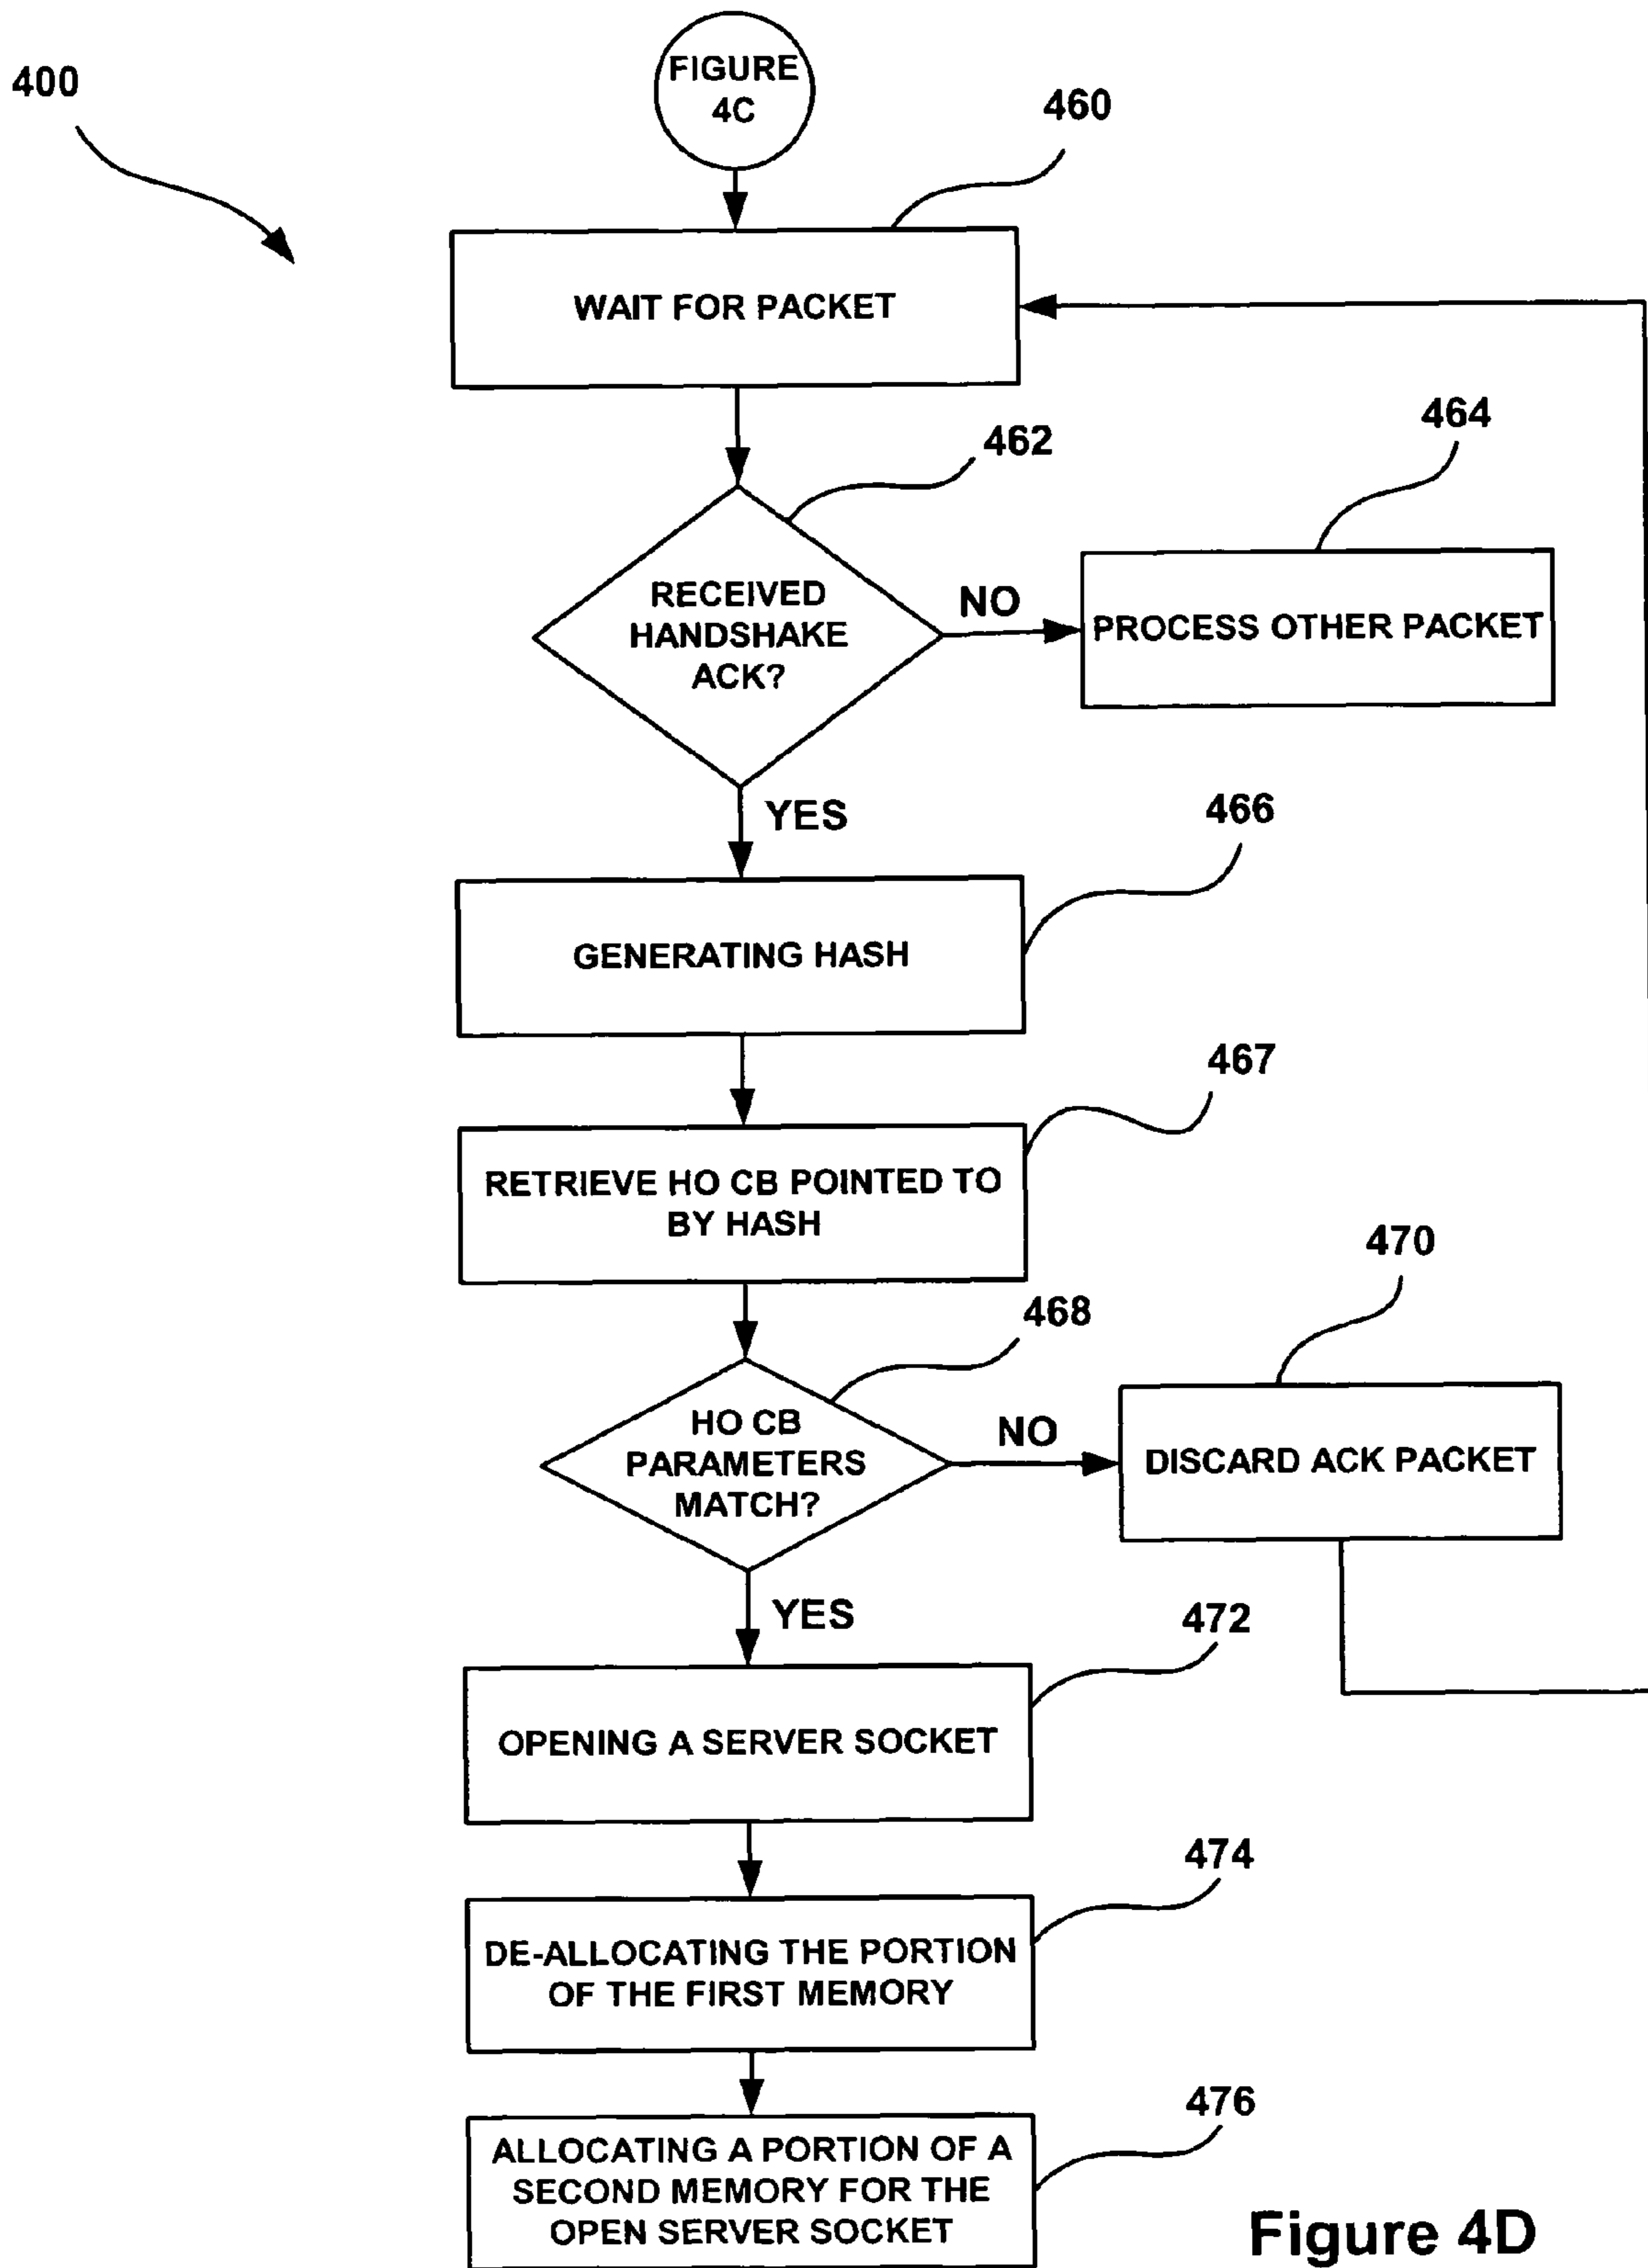 FIGURE
4C
400
460
WAIT FOR PACKET
462
464
RECEIVED
HANDSHAKE
ACK?
NO
PROCESS OTHER PACKET
YES
466
GENERATING HASH
467
RETRIEVE HO CB POINTED TO
BY HASH
468
470
HO CB
PARAMETERS
MATCH?
NO
DISCARD ACK PACKET
YES
472
OPENING A SERVER SOCKET
474
DE-ALLOCATING THE PORTION
OF THE FIRST MEMORY
476
ALLOCATING A PORTION OF A
SECOND MEMORY FOR THE
OPEN SERVER SOCKET
Figure 4D